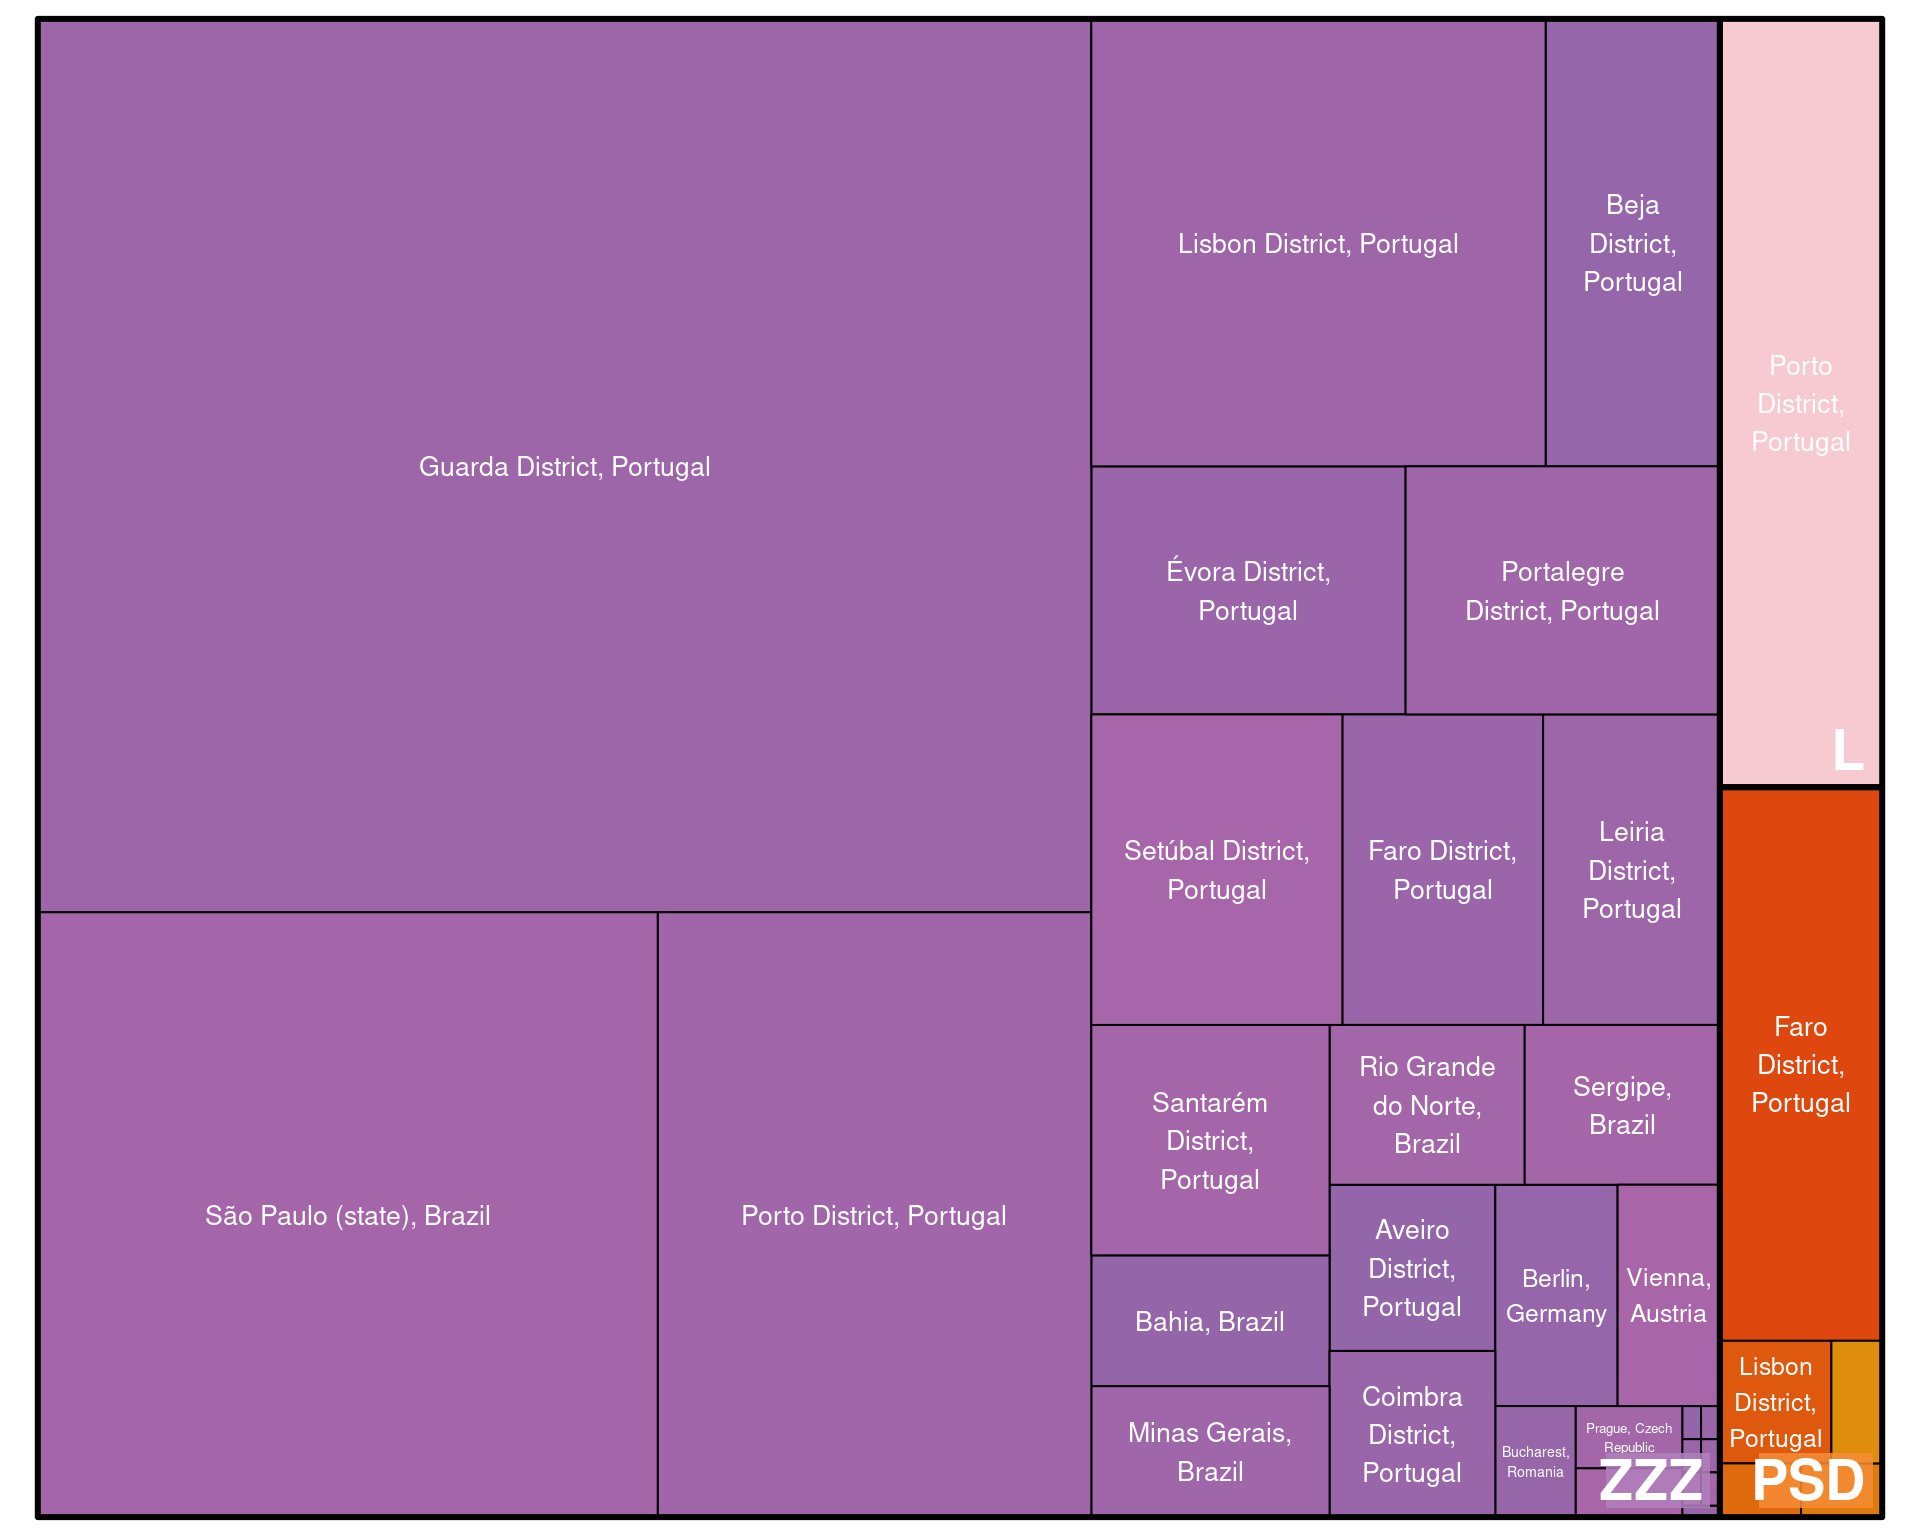 Guarda District, Portugal
São Paulo (state), Brazil
Porto District, Portugal
Lisbon District, Portugal
Beja
District,
Portugal
Évora District,
Portugal
Portalegre
District, Portugal
Setúbal District,
Portugal
Faro District,
Portugal
Leiria
District,
Portugal
Santarém
District,
Portugal
Rio Grande
do Norte,
Brazil
Sergipe,
Brazil
Bahia, Brazil
Minas Gerais,
Brazil
Aveiro
District,
Portugal
Coimbra
District,
Portugal
Berlin,
Germany
Vienna,
Austria
Bucharest,
Romania
Prague, Czech
Republic
ZZZ
Porto
District,
Portugal
L
Faro
District,
Portugal
Lisbon
District,
Portugal
PSD